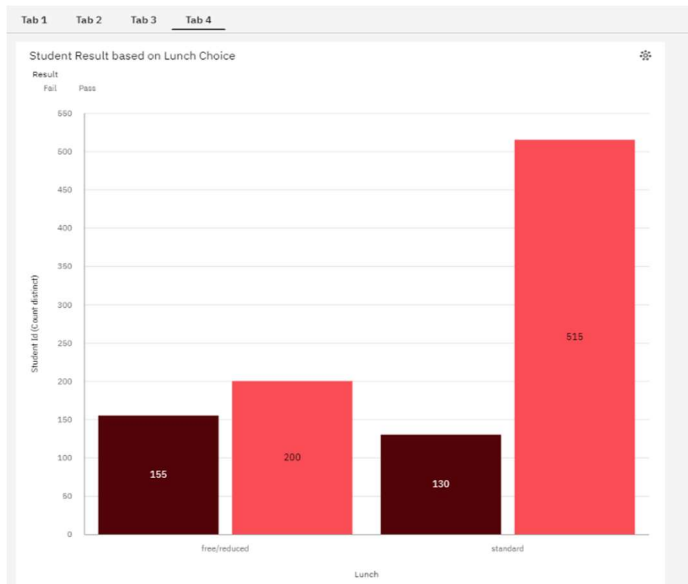 Tab 1 Tab 2 Tab 3 Tab 4
Student Result based on Lunch Choice
Result
Fail Pass
550
500
450
400
350
300
250
200
150
100
50
0
Student Id (Count distinct)
155
200
130
515
free/reduced standard
Lunch